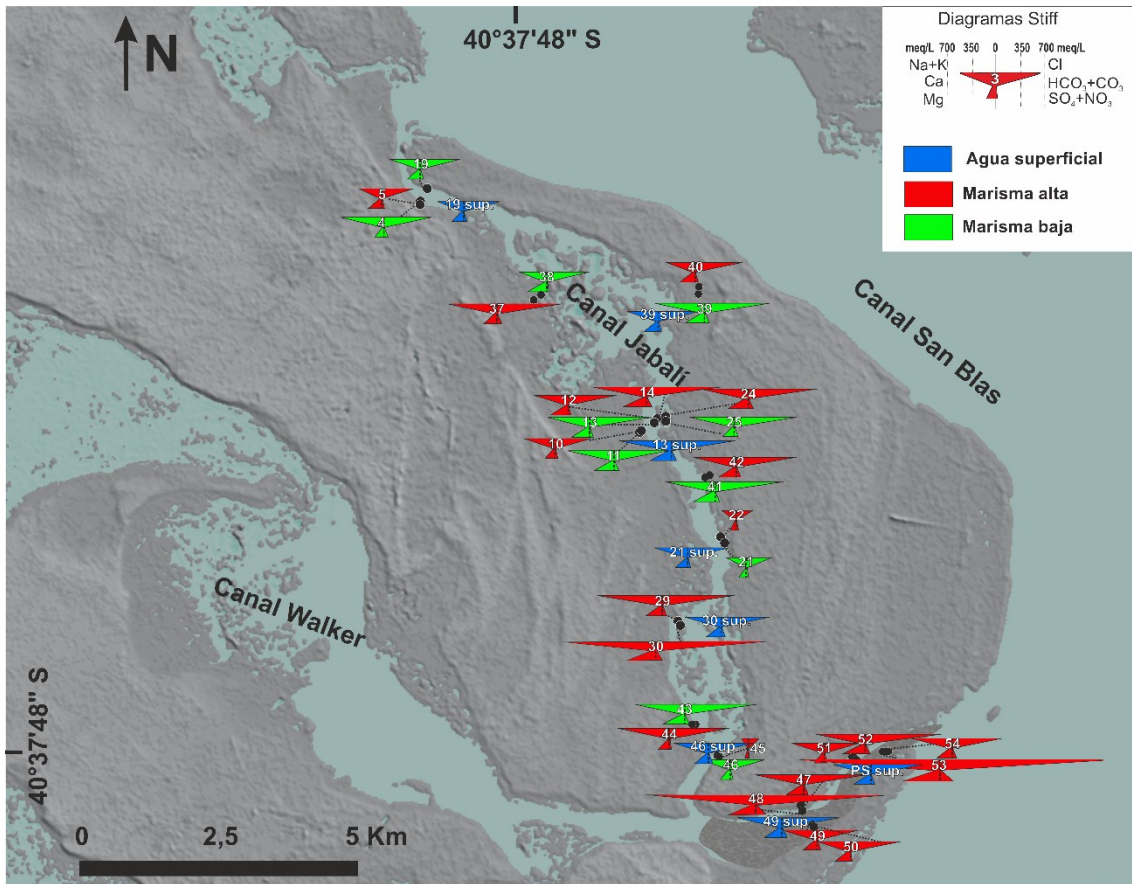 40°37'48" S
N
Diagramas Stiff
meq/L 700 350 0 350 700 meq/L
Na+K Cl
Ca 3 HCO₃+CO₃
Mg SO₄+NO₃
Agua superficial
Marisma alta
Marisma baja
19
5
19 sup.
4
38
40
37
39 sup.
39
Canal Jabalí
Canal San Blas
12
14
24
13
25
10
11
13 sup.
42
41
22
21 sup.
21
Canal Walker
29
30 sup.
30
43
44
46 sup.
45
46
51
52
54
PS sup.
53
47
48
49 sup.
49
50
40°37'48" S
0 2,5 5 Km